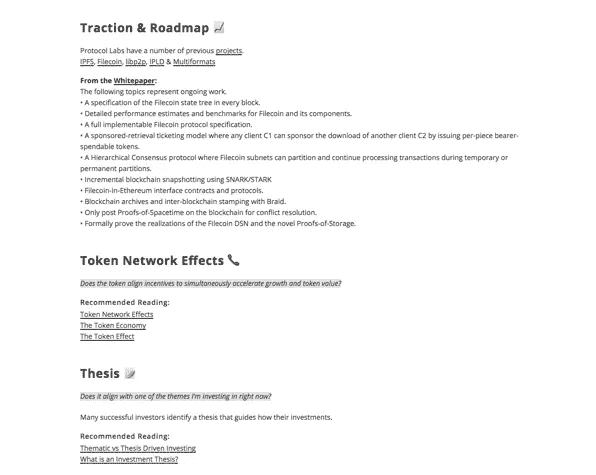 Traction & Roadmap
Protocol Labs have a number of previous projects.
IPFS, Filecoin, libp2p, IPLD & Multiformats
From the Whitepaper:
The following topics represent ongoing work.
• A specification of the Filecoin state tree in every block.
• Detailed performance estimates and benchmarks for Filecoin and its components.
• A full implementable Filecoin protocol specification.
• A sponsored-retrieval ticketing model where any client C1 can sponsor the download of another client C2 by issuing per-piece bearer-
spendable tokens.
• A Hierarchical Consensus protocol where Filecoin subnets can partition and continue processing transactions during temporary or
permanent partitions.
• Incremental blockchain snapshotting using SNARK/STARK
• Filecoin-in-Ethereum interface contracts and protocols.
• Blockchain archives and inter-blockchain stamping with Braid.
• Only post Proofs-of-Spacetime on the blockchain for conflict resolution.
• Formally prove the realizations of the Filecoin DSN and the novel Proofs-of-Storage.
Token Network Effects
Does the token align incentives to simultaneously accelerate growth and token value?
Recommended Reading:
Token Network Effects
The Token Economy
The Token Effect
Thesis
Does it align with one of the themes I'm investing in right now?
Many successful investors identify a thesis that guides how their investments.
Recommended Reading:
Thematic vs Thesis Driven Investing
What is an Investment Thesis?